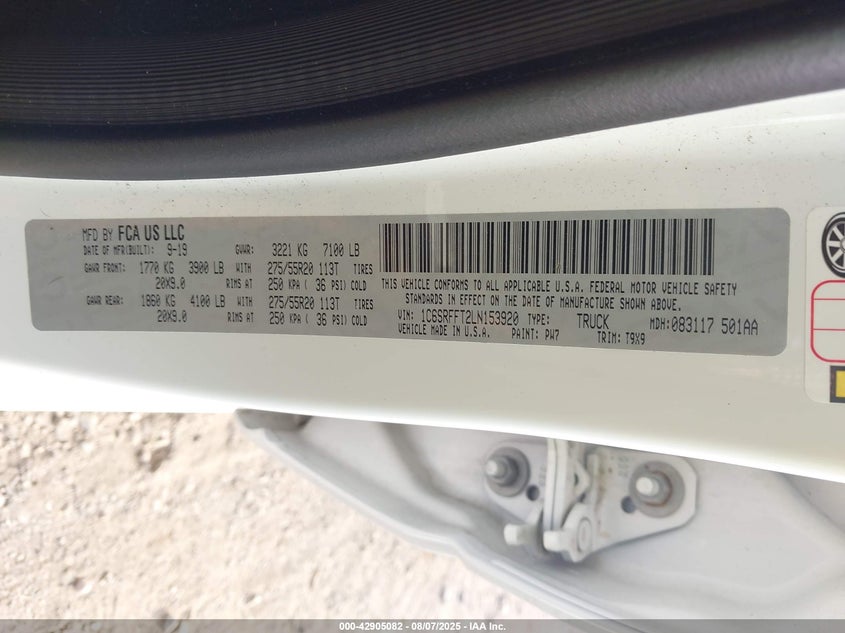 MFD BY FCA US LLC
DATE OF MFR(BUILT): 9-19 GVWR: 3221 KG 7100 LB
GAWR FRONT: 1770 KG 3900 LB WITH 275/55R20 113T TIRES
20X9.0 RIMS AT 250 KPA( 36 PSI) COLD
GAWR REAR: 1860 KG 4100 LB WITH 275/55R20 113T TIRES
20X9.0 RIMS AT 250 KPA( 36 PSI) COLD
THIS VEHICLE CONFORMS TO ALL APPLICABLE U.S.A. FEDERAL MOTOR VEHICLE SAFETY
STANDARDS IN EFFECT ON THE DATE OF MANUFACTURE SHOWN ABOVE.
VIN: 1C6SRFFT2LN153920 TYPE: TRUCK MDH: 083117 501AA
VEHICLE MADE IN U.S.A. PAINT: PW7 TRIM: T9X9
000-42905082 - 08/07/2025 - IAA Inc.